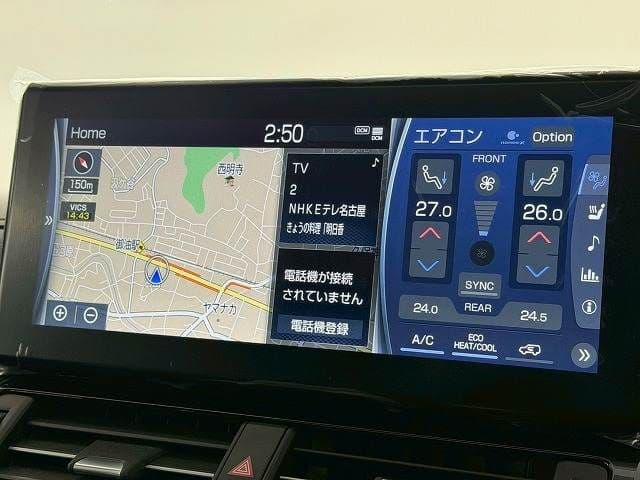 Home
2:50
DCM
DCM
150m
VICS
14:43
西明寺
御油駅
ヤマナカ
TV
2
NHKEテレ名古屋
きょうの料理「明日香
電話機が接続
されていません
電話機登録
エアコン
Option
FRONT
27.0
26.0
SYNC
24.0
REAR
24.5
A/C
ECO
HEAT/COOL